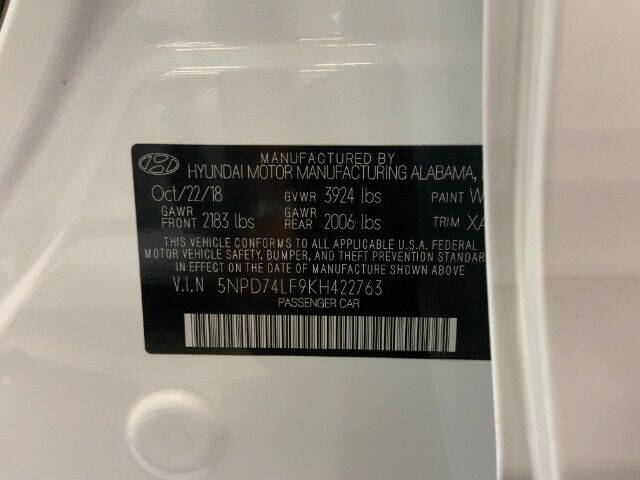 MANUFACTURED BY
HYUNDAI MOTOR MANUFACTURING ALABAMA,
Oct/22/18 GVWR 3924 lbs PAINT W
GAWR FRONT 2183 lbs GAWR REAR 2006 lbs TRIM XA
THIS VEHICLE CONFORMS TO ALL APPLICABLE U.S.A. FEDERAL
MOTOR VEHICLE SAFETY, BUMPER, AND THEFT PREVENTION STANDARD
IN EFFECT ON THE DATE OF MANUFACTURE SHOWN ABOVE
V.I.N 5NPD74LF9KH422763
PASSENGER CAR